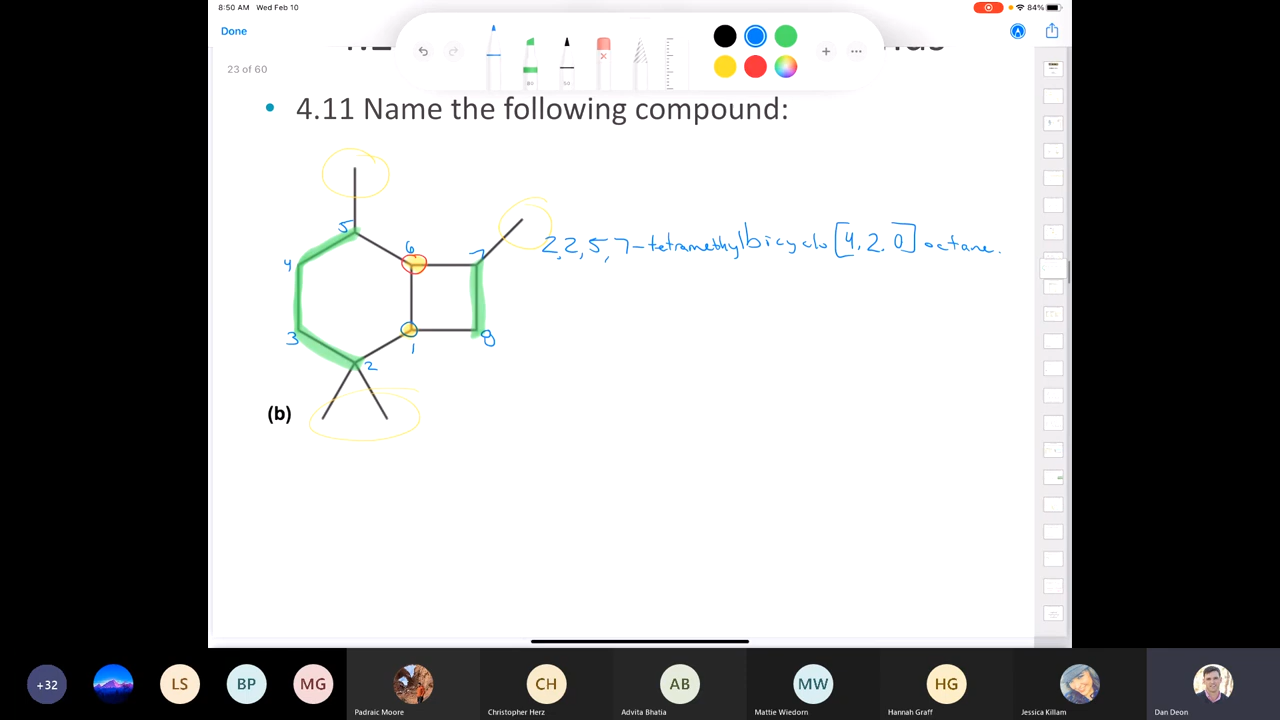 8:50 AM Wed Feb 10
84%
Done
23 of 60
• 4.11 Name the following compound:
5
6
7
4
3
2
1
8
2,2,5,7-tetramethylbicyclo[4.2.0]octane.
(b)
+32
LS
BP
MG
CH
AB
MW
HG
Padraic Moore
Christopher Herz
Advita Bhatia
Mattie Wiedorn
Hannah Graff
Jessica Killam
Dan Deon